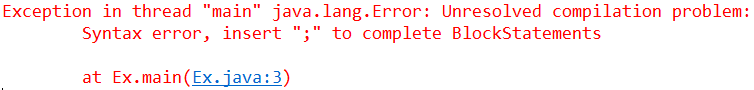 Exception in thread "main" java.lang.Error: Unresolved compilation problem:
Syntax error, insert ";" to complete BlockStatements
at Ex.main(Ex.java:3)